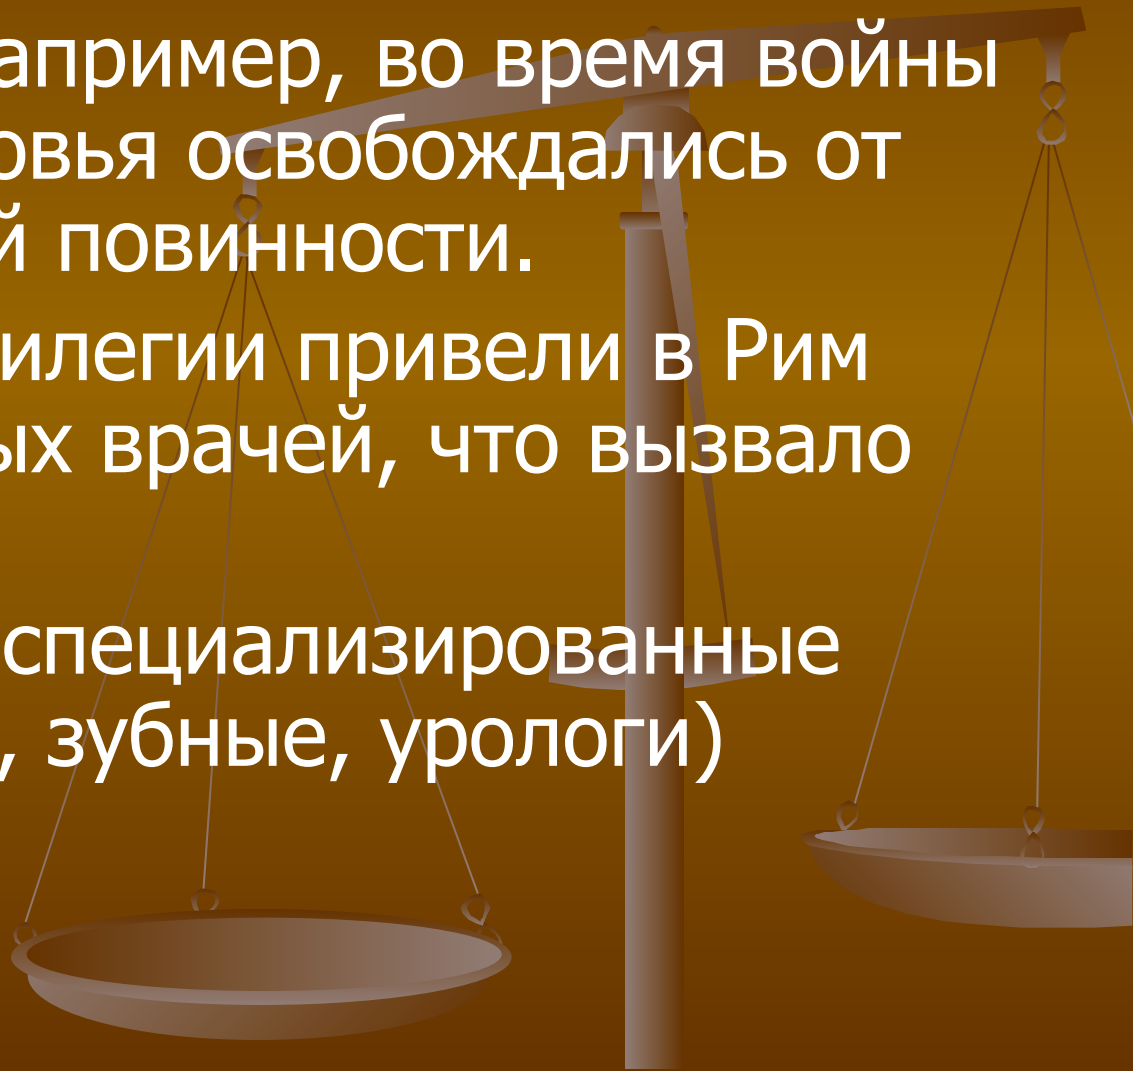 апример, во время войны
овья освобождались от
й повинности.
илегии привели в Рим
ых врачей, что вызвало
специализированные
, зубные, урологи)